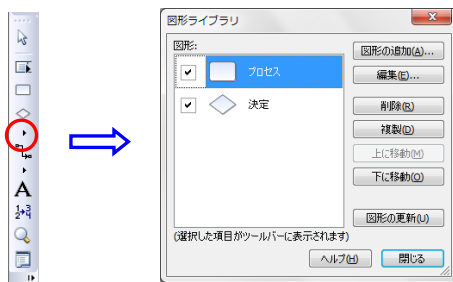 図形ライブラリ
図形:
プロセス
決定
図形の追加(A)...
編集(E)...
削除(R)
複製(D)
上に移動(M)
下に移動(O)
図形の更新(U)
(選択した項目がツールバーに表示されます)
ヘルプ(H)
閉じる
A